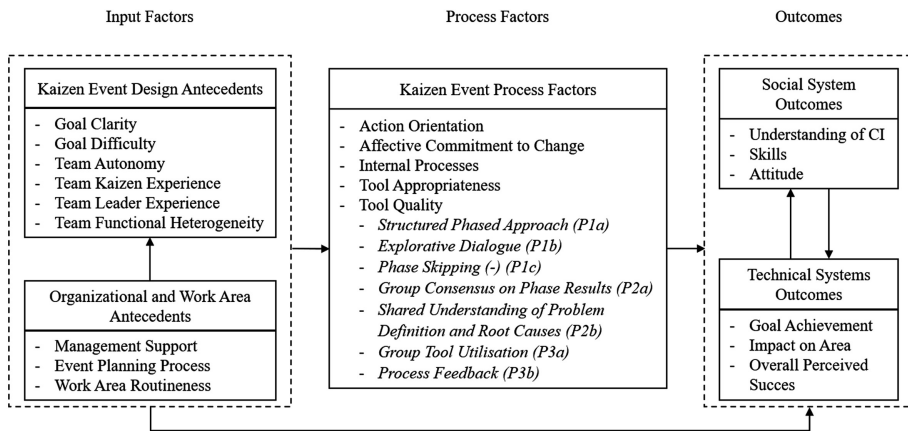 Input Factors
Process Factors
Outcomes
Kaizen Event Design Antecedents
- Goal Clarity
- Goal Difficulty
- Team Autonomy
- Team Kaizen Experience
- Team Leader Experience
- Team Functional Heterogeneity
Organizational and Work Area
Antecedents
- Management Support
- Event Planning Process
- Work Area Routineness
Kaizen Event Process Factors
- Action Orientation
- Affective Commitment to Change
- Internal Processes
- Tool Appropriateness
- Tool Quality
- Structured Phased Approach (P1a)
- Explorative Dialogue (P1b)
- Phase Skipping (-) (P1c)
- Group Consensus on Phase Results (P2a)
- Shared Understanding of Problem
Definition and Root Causes (P2b)
- Group Tool Utilisation (P3a)
- Process Feedback (P3b)
Social System
Outcomes
- Understanding of CI
- Skills
- Attitude
Technical Systems
Outcomes
- Goal Achievement
- Impact on Area
- Overall Perceived
Succes